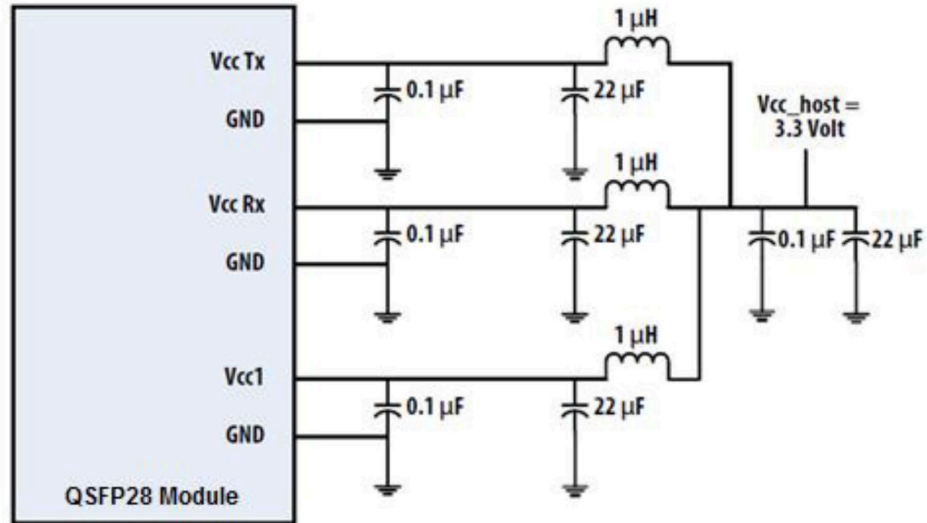 1 μH
Vcc Tx
0.1 μF
22 μF
GND
Vcc_host =
3.3 Volt
1 μH
Vcc Rx
0.1 μF
22 μF
0.1 μF
22 μF
GND
1 μH
Vcc1
0.1 μF
22 μF
GND
QSFP28 Module